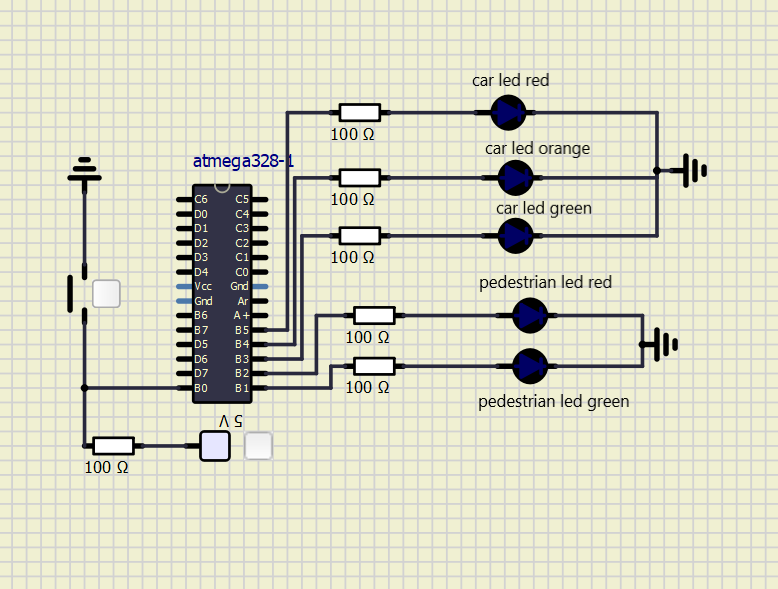 car led red
100 Ω
car led orange
atmega328-1
100 Ω
car led green
100 Ω
C6 C5
D0 C4
D1 C3
D2 C2
D3 C1
D4 C0
Vcc Gnd
Gnd Ar
B6 A+
B7 B5
D5 B4
D6 B3
D7 B2
B0 B1
pedestrian led red
100 Ω
100 Ω
pedestrian led green
5 V
100 Ω